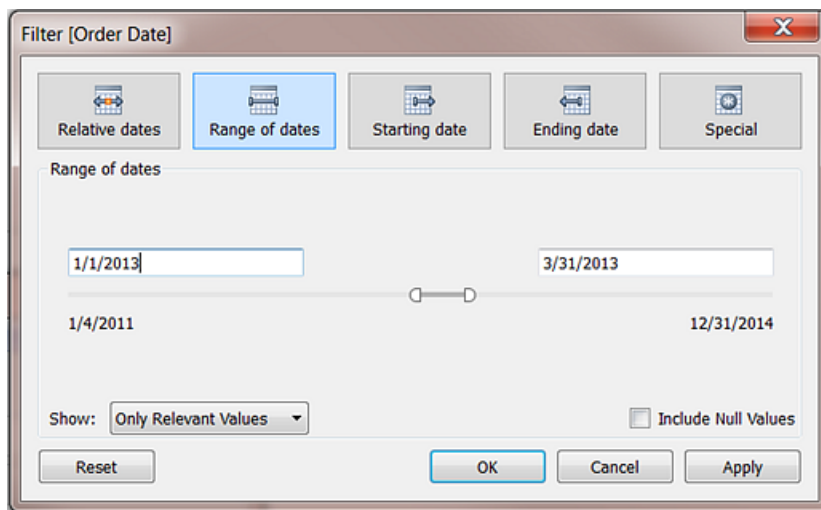 Filter [Order Date]
Relative dates
Range of dates
Starting date
Ending date
Special
Range of dates
1/1/2013
3/31/2013
1/4/2011
12/31/2014
Show: Only Relevant Values
Include Null Values
Reset
OK
Cancel
Apply